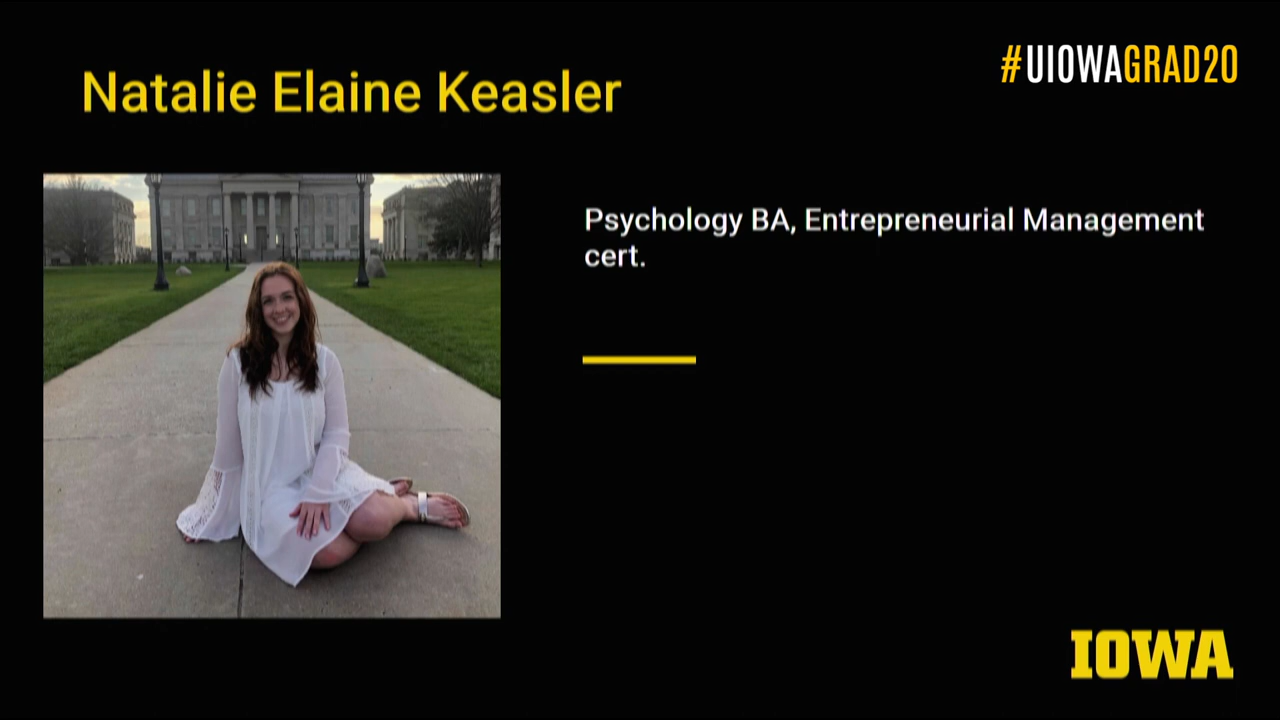 Natalie Elaine Keasler
#UIOWAGRAD20
Psychology BA, Entrepreneurial Management
cert.
IOWA